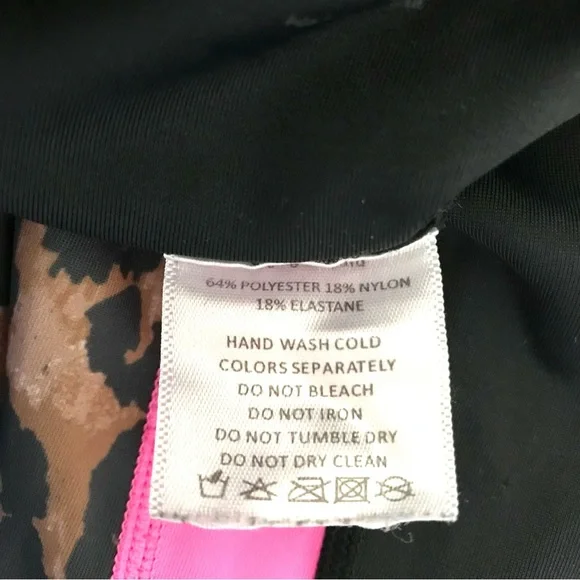 64% POLYESTER 18% NYLON
18% ELASTANE
HAND WASH COLD
COLORS SEPARATELY
DO NOT BLEACH
DO NOT IRON
DO NOT TUMBLE DRY
DO NOT DRY CLEAN